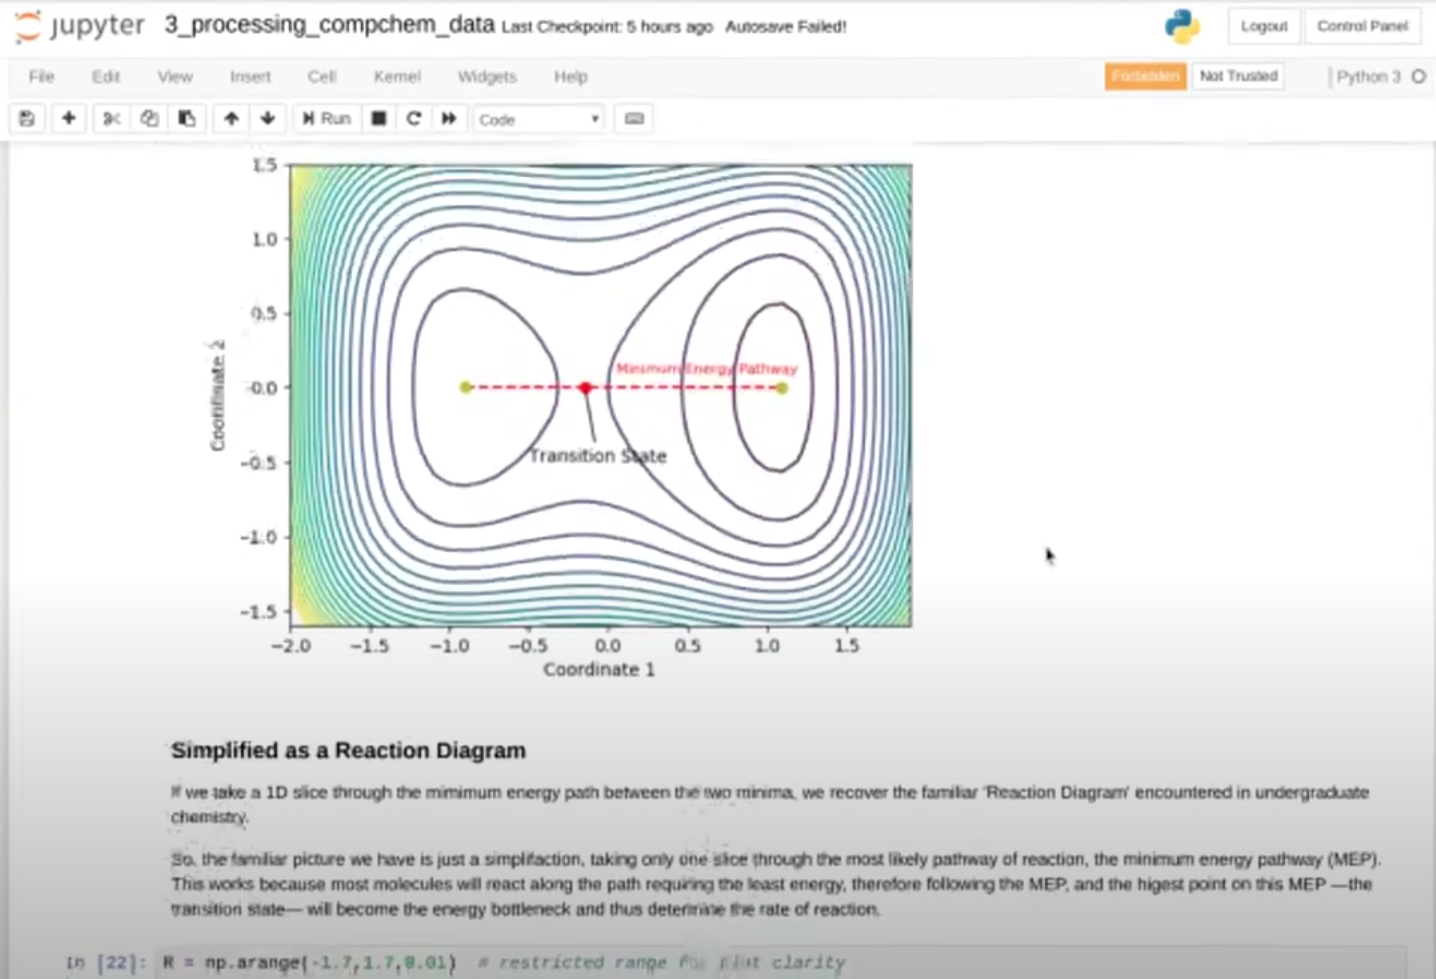 jupyter 3_processing_compchem_data Last Checkpoint: 5 hours ago Autosave Failed! Logout Control Panel
File Edit View Insert Cell Kernel Widgets Help Forbidden Not Trusted Python 3
Run Code
1.5
1.0
0.5
0.0
−0.5
−1.0
−1.5
Coordinate 2
Minimum Energy Pathway
Transition State
−2.0 −1.5 −1.0 −0.5 0.0 0.5 1.0 1.5
Coordinate 1
Simplified as a Reaction Diagram
If we take a 1D slice through the mimimum energy path between the two minima, we recover the familiar 'Reaction Diagram' encountered in undergraduate
chemistry.
So, the familiar picture we have is just a simplifaction, taking only one slice through the most likely pathway of reaction, the minimum energy pathway (MEP).
This works because most molecules will react along the path requiring the least energy, therefore following the MEP, and the higest point on this MEP —the
transition state— will become the energy bottleneck and thus determine the rate of reaction.
In [22]: R = np.arange(-1.7,1.7,0.01) # restricted range for plot clarity